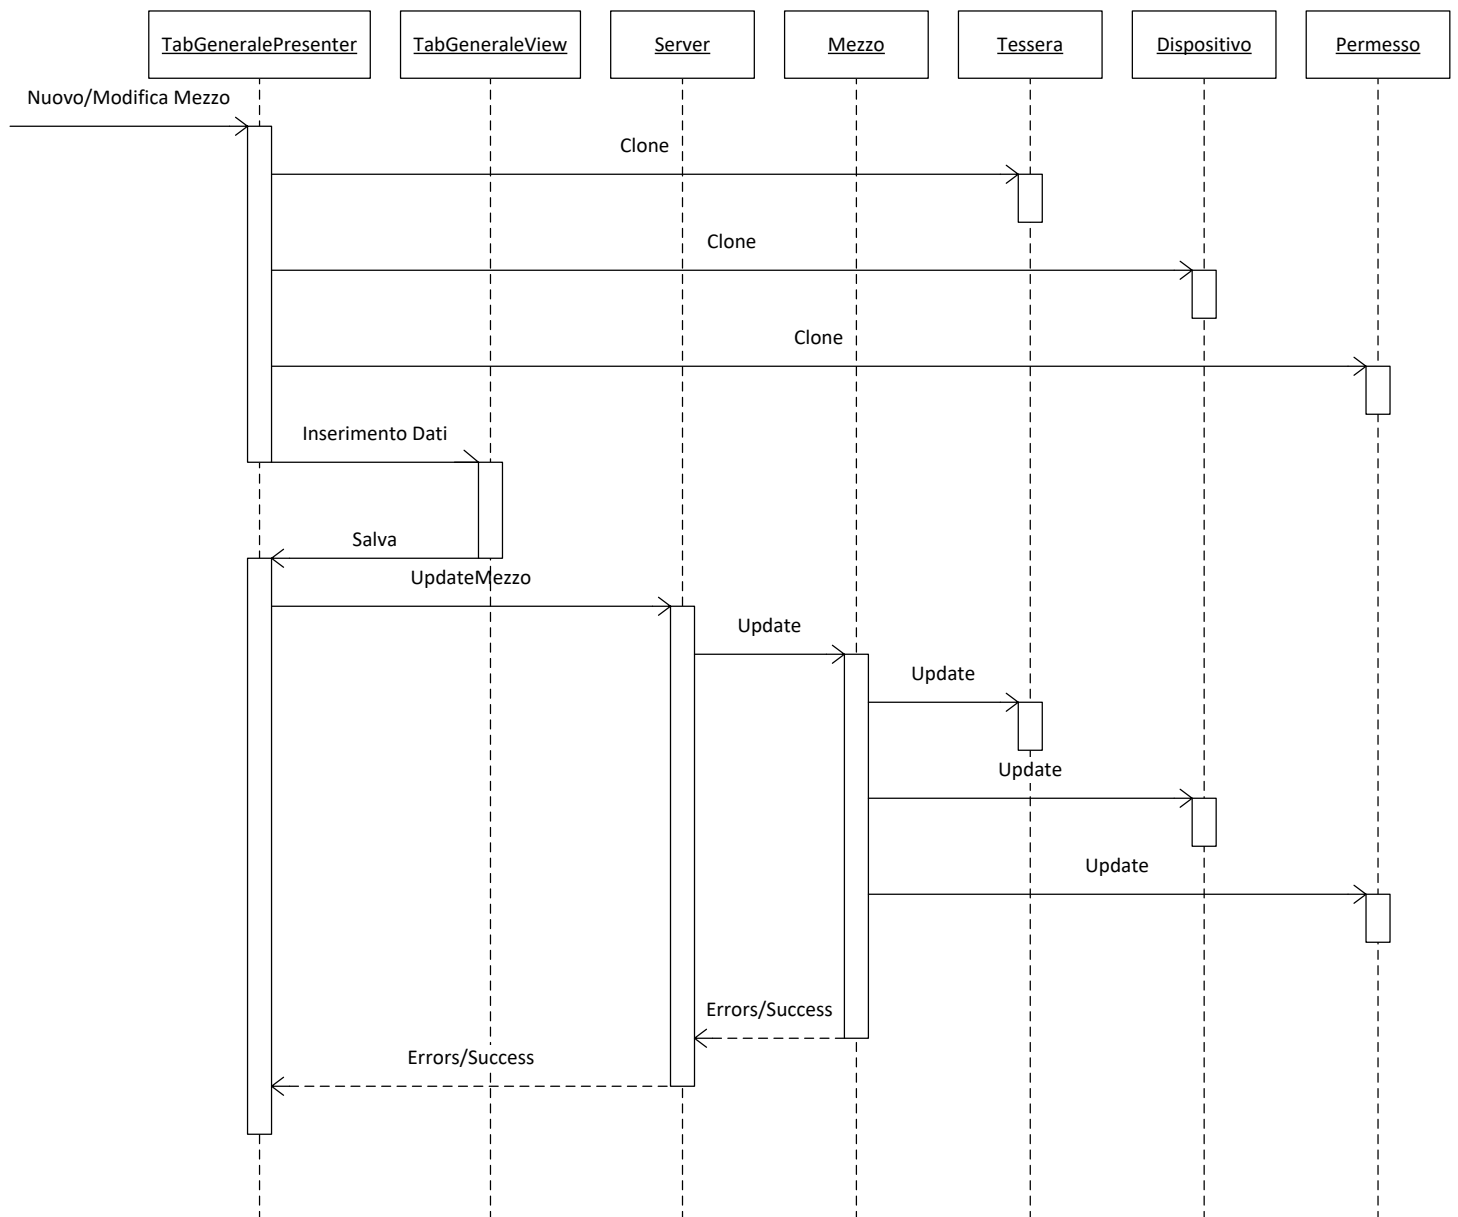 TabGeneralePresenter
TabGeneraleView
Server
Mezzo
Tessera
Dispositivo
Permesso
Nuovo/Modifica Mezzo
Clone
Clone
Clone
Inserimento Dati
Salva
UpdateMezzo
Update
Update
Update
Update
Errors/Success
Errors/Success